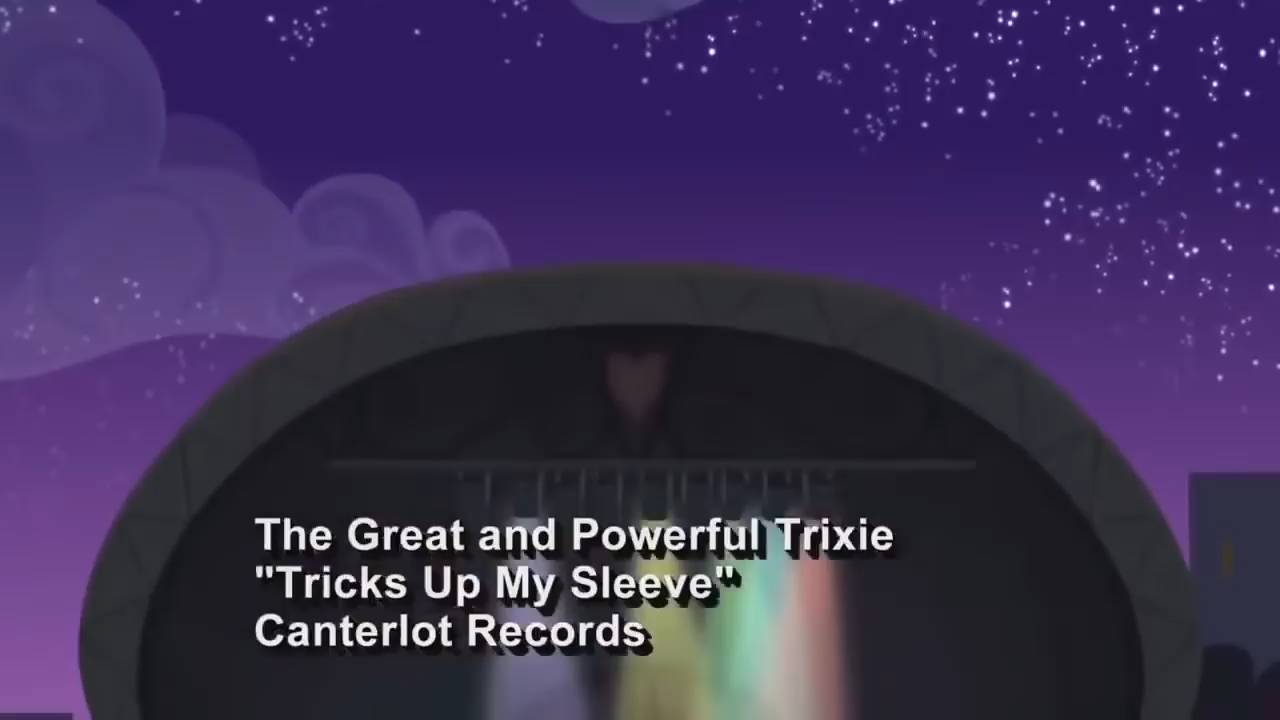 The Great and Powerful Trixie
"Tricks Up My Sleeve"
Canterlot Records